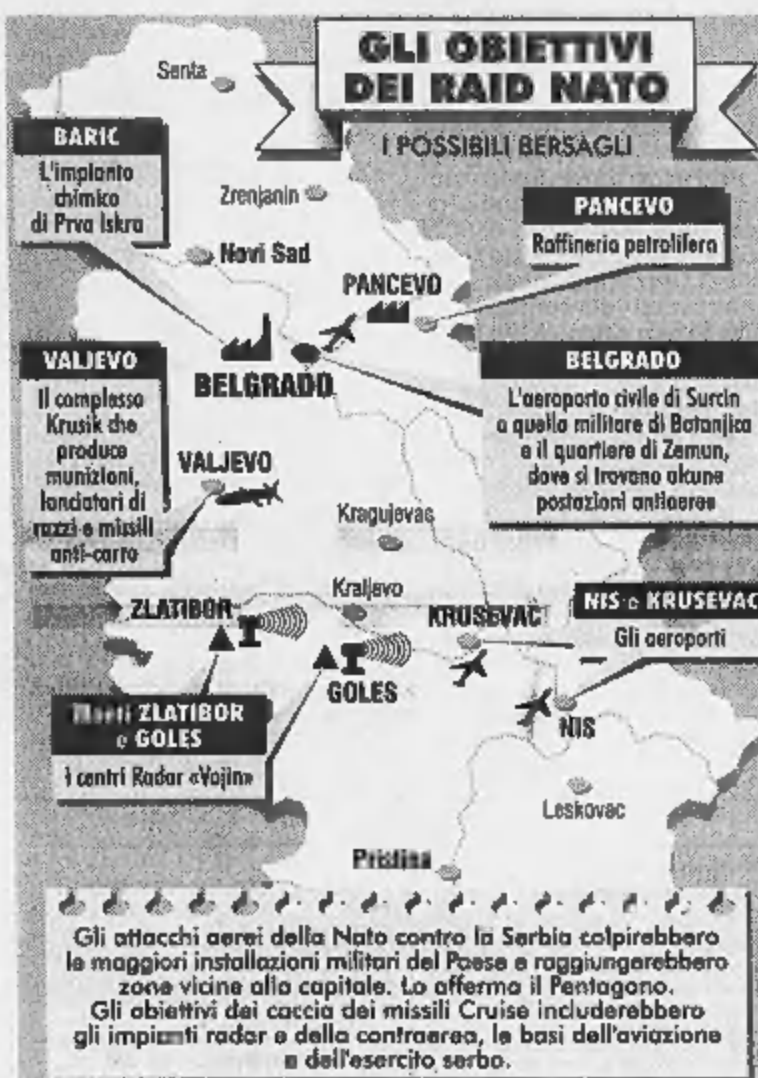 GLI OBIETTIVI
DEI RAID NATO
I POSSIBILI BERSAGLI
Senta
BARIC
L'impianto
chimico
di Prva Iskra
Zrenjanin
Novi Sad
PANCEVO
Raffineria petrolifera
PANCEVO
BELGRADO
VALJEVO
Il complesso
Krusik che
produce
munizioni,
lanciatori di
razzi e missili
anti-carro
BELGRADO
L'aeroporto civile di Surcin
a quello militare di Batanjica
e il quartiere di Zemun,
dove si trovano alcune
postazioni antiaeree
VALJEVO
Kragujevac
Kraljevo
ZLATIBOR
KRUSEVAC
NIS e KRUSEVAC
Gli aeroporti
GOLES
NIS
Monti ZLATIBOR
e GOLES
I centri Radar «Vojin»
Leskovac
Pristina
Gli attacchi aerei della Nato contro la Serbia colpirebbero
le maggiori installazioni militari del Paese e raggiungerebbero
zone vicine alla capitale. Lo afferma il Pentagono.
Gli obiettivi dei caccia dei missili Cruise includerebbero
gli impianti radar e della contraerea, le basi dell'aviazione
e dell'esercito serbo.